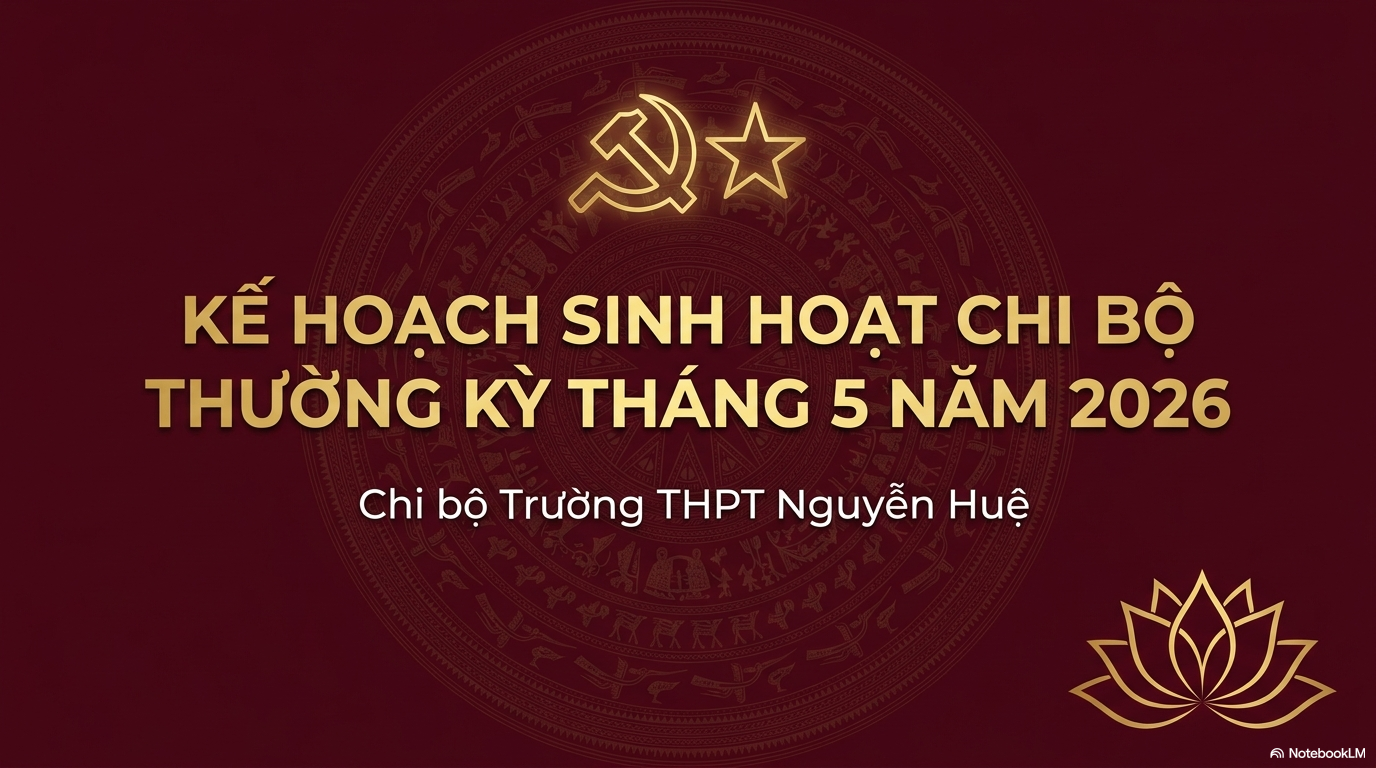 KẾ HOẠCH SINH HOẠT CHI BỘ
THƯỜNG KỲ THÁNG 5 NĂM 2026
Chi bộ Trường THPT Nguyễn Huệ
NotebookLM